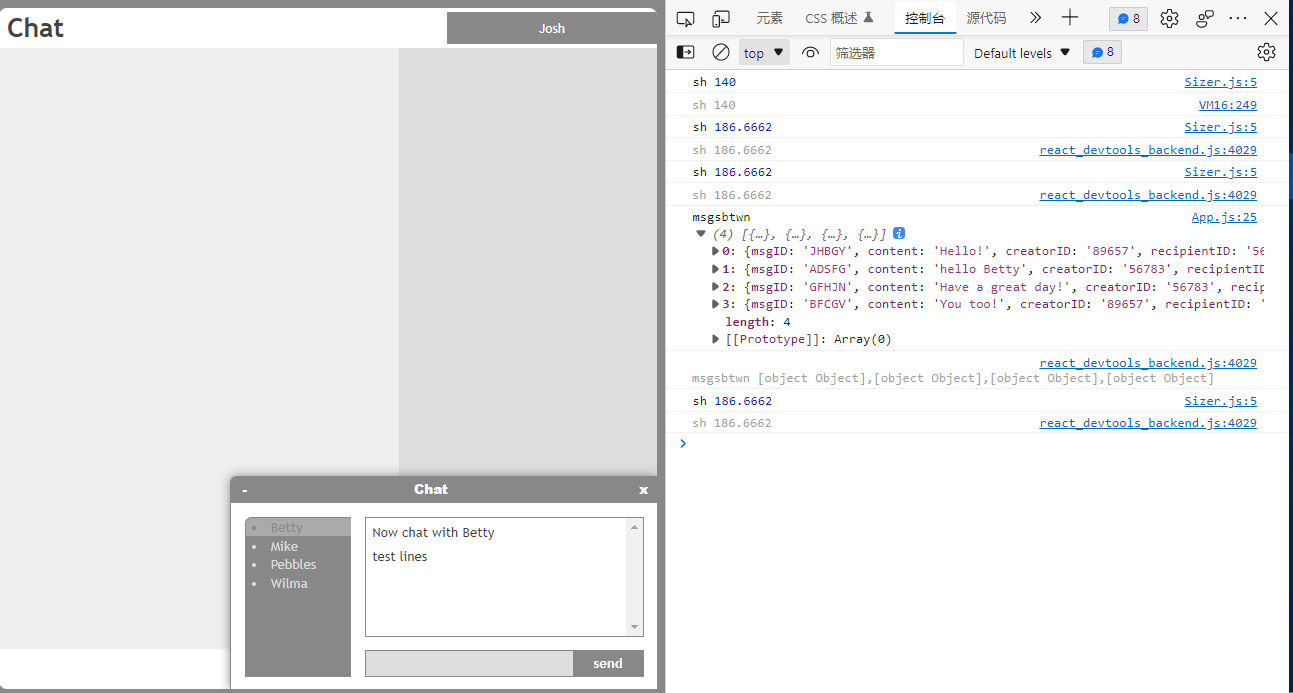 Chat
Josh
- Chat x
Betty
Mike
Pebbles
Wilma
Now chat with Betty
test lines
send
元素 CSS 概述 控制台 源代码 8
top 筛选器 Default levels 8
sh 140 Sizer.js:5
sh 140 VM16:249
sh 186.6662 Sizer.js:5
sh 186.6662 react_devtools_backend.js:4029
sh 186.6662 Sizer.js:5
sh 186.6662 react_devtools_backend.js:4029
msgsbtwn App.js:25
(4) [{…}, {…}, {…}, {…}] i
0: {msgID: 'JHBGY', content: 'Hello!', creatorID: '89657', recipientID: '56
1: {msgID: 'ADSFG', content: 'hello Betty', creatorID: '56783', recipientID
2: {msgID: 'GFHJN', content: 'Have a great day!', creatorID: '56783', recip
3: {msgID: 'BFCGV', content: 'You too!', creatorID: '89657', recipientID: '
length: 4
[[Prototype]]: Array(0)
react_devtools_backend.js:4029
msgsbtwn [object Object],[object Object],[object Object],[object Object]
sh 186.6662 Sizer.js:5
sh 186.6662 react_devtools_backend.js:4029